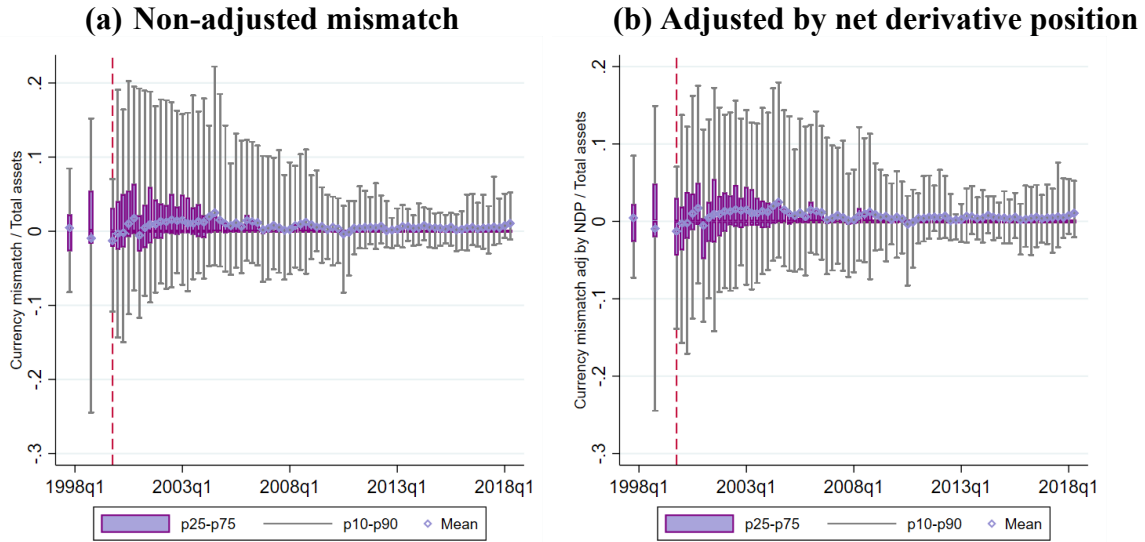 (a) Non-adjusted mismatch
Currency mismatch / Total assets
.2
.1
0
-.1
-.2
-.3
1998q1 2003q1 2008q1 2013q1 2018q1
p25-p75 p10-p90 Mean
(b) Adjusted by net derivative position
Currency mismatch adj by NDP / Total assets
.2
.1
0
-.1
-.2
-.3
1998q1 2003q1 2008q1 2013q1 2018q1
p25-p75 p10-p90 Mean